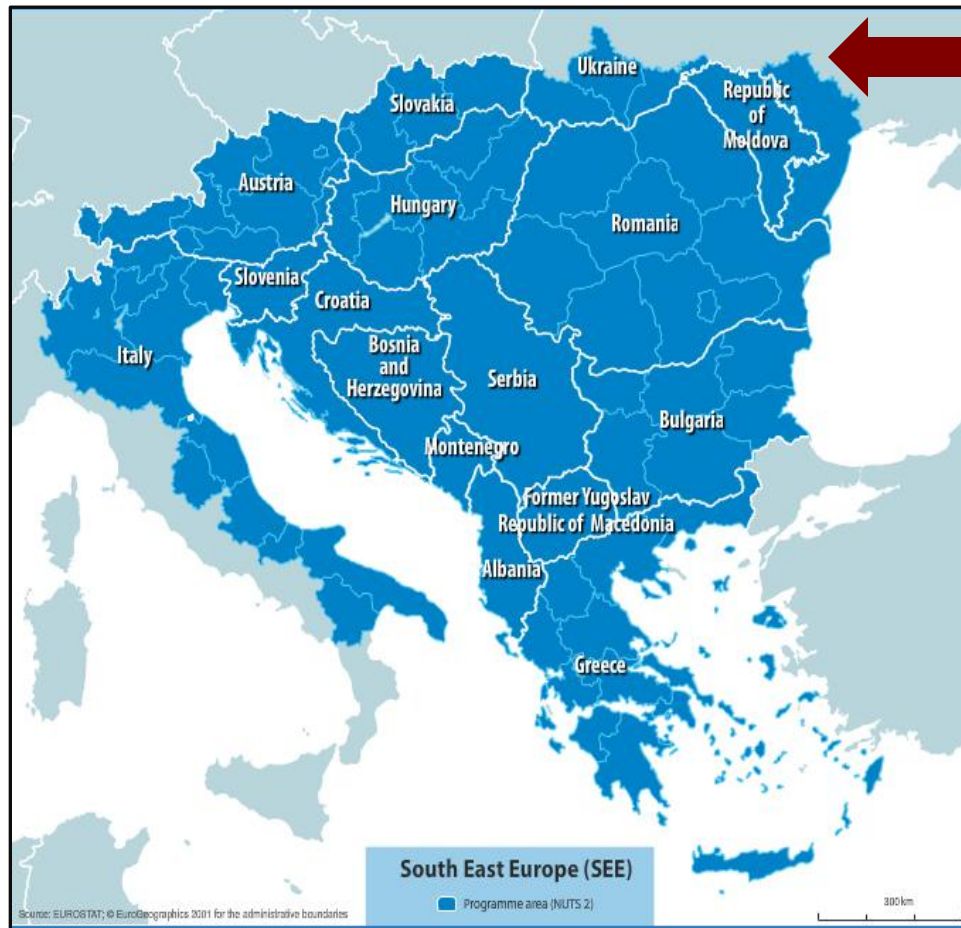 Ukraine
Slovakia
Republic
of
Moldova
Austria
Hungary
Romania
Slovenia
Croatia
Italy
Bosnia
and
Herzegovina
Serbia
Bulgaria
Montenegro
Former Yugoslav
Republic of Macedonia
Albania
Greece
South East Europe (SEE)
Programme area (NUTS 2)
Source: EUROSTAT; © EuroGeographics 2001 for the administrative boundaries
300 km